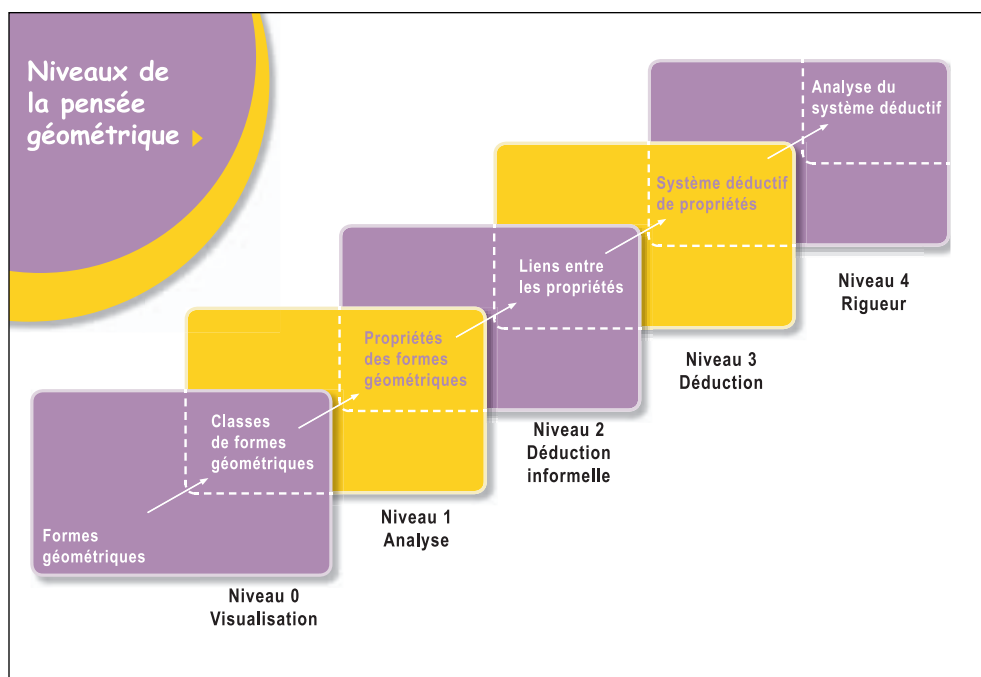 Niveaux de
la pensée
géométrique
Formes
géométriques
Niveau 0
Visualisation
Classes
de formes
géométriques
Niveau 1
Analyse
Propriétés
des formes
géométriques
Niveau 2
Déduction
informelle
Liens entre
les propriétés
Niveau 3
Déduction
Système déductif
de propriétés
Niveau 4
Rigueur
Analyse du
système déductif